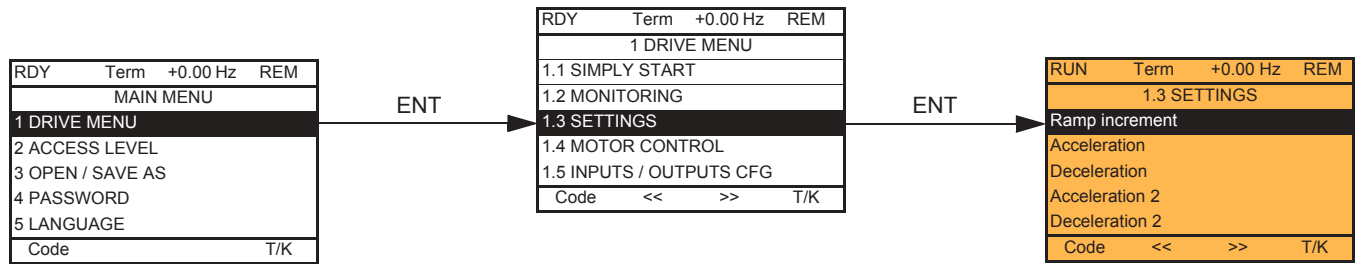 RDY Term +0.00 Hz REM
MAIN MENU
1 DRIVE MENU
2 ACCESS LEVEL
3 OPEN / SAVE AS
4 PASSWORD
5 LANGUAGE
Code T/K
ENT
RDY Term +0.00 Hz REM
1 DRIVE MENU
1.1 SIMPLY START
1.2 MONITORING
1.3 SETTINGS
1.4 MOTOR CONTROL
1.5 INPUTS / OUTPUTS CFG
Code << >> T/K
ENT
RUN Term +0.00 Hz REM
1.3 SETTINGS
Ramp increment
Acceleration
Deceleration
Acceleration 2
Deceleration 2
Code << >> T/K